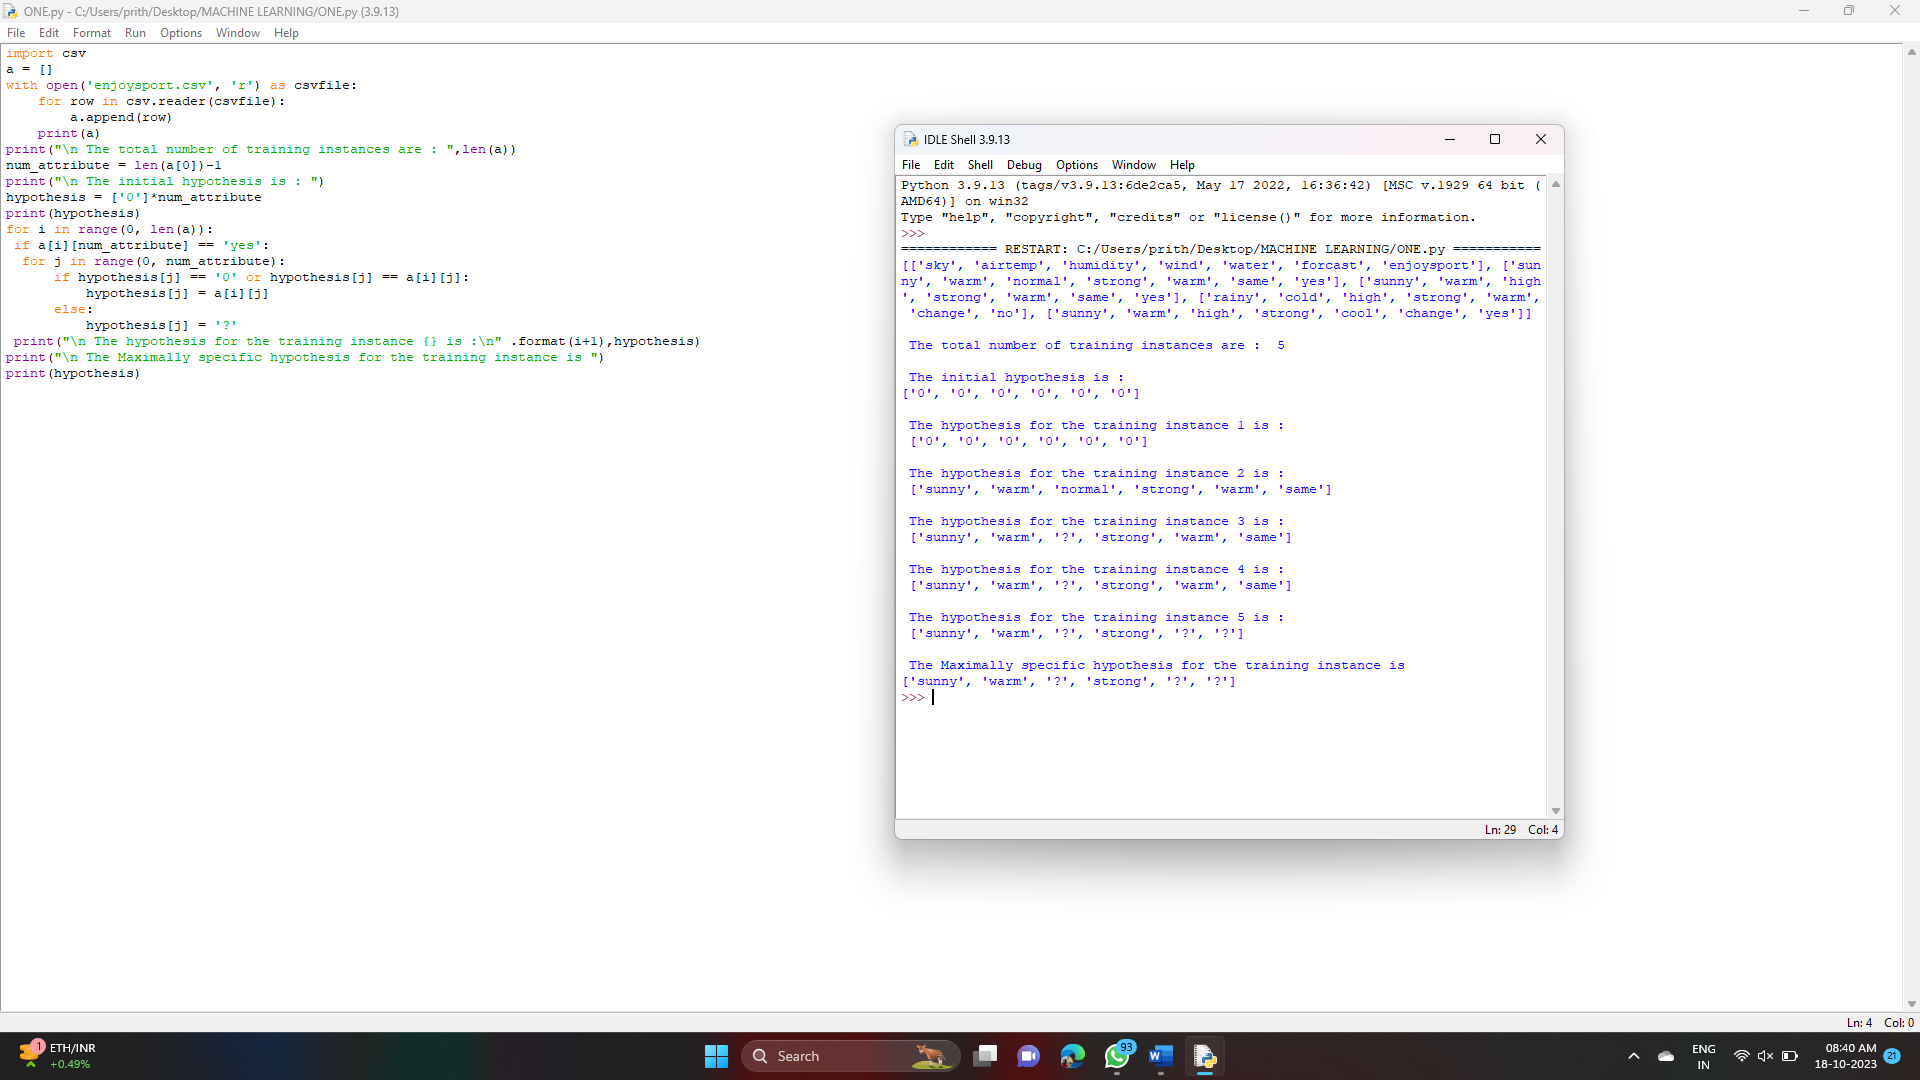 ONE.py - C:/Users/prith/Desktop/MACHINE LEARNING/ONE.py (3.9.13)
File Edit Format Run Options Window Help
import csv
a = []
with open('enjoysport.csv', 'r') as csvfile:
    for row in csv.reader(csvfile):
        a.append(row)
    print(a)
print("\n The total number of training instances are : ",len(a))
num_attribute = len(a[0])-1
print("\n The initial hypothesis is : ")
hypothesis = ['0']*num_attribute
print(hypothesis)
for i in range(0, len(a)):
 if a[i][num_attribute] == 'yes':
  for j in range(0, num_attribute):
      if hypothesis[j] == '0' or hypothesis[j] == a[i][j]:
          hypothesis[j] = a[i][j]
      else:
          hypothesis[j] = '?'
 print("\n The hypothesis for the training instance {} is :\n" .format(i+1),hypothesis)
print("\n The Maximally specific hypothesis for the training instance is ")
print(hypothesis)
Ln: 4 Col: 0
IDLE Shell 3.9.13
File Edit Shell Debug Options Window Help
Python 3.9.13 (tags/v3.9.13:6de2ca5, May 17 2022, 16:36:42) [MSC v.1929 64 bit (
AMD64)] on win32
Type "help", "copyright", "credits" or "license()" for more information.
>>>
============ RESTART: C:/Users/prith/Desktop/MACHINE LEARNING/ONE.py ===========
[['sky', 'airtemp', 'humidity', 'wind', 'water', 'forcast', 'enjoysport'], ['sun
ny', 'warm', 'normal', 'strong', 'warm', 'same', 'yes'], ['sunny', 'warm', 'high
', 'strong', 'warm', 'same', 'yes'], ['rainy', 'cold', 'high', 'strong', 'warm',
 'change', 'no'], ['sunny', 'warm', 'high', 'strong', 'cool', 'change', 'yes']]
 The total number of training instances are :  5
 The initial hypothesis is :
['0', '0', '0', '0', '0', '0']
 The hypothesis for the training instance 1 is :
 ['0', '0', '0', '0', '0', '0']
 The hypothesis for the training instance 2 is :
 ['sunny', 'warm', 'normal', 'strong', 'warm', 'same']
 The hypothesis for the training instance 3 is :
 ['sunny', 'warm', '?', 'strong', 'warm', 'same']
 The hypothesis for the training instance 4 is :
 ['sunny', 'warm', '?', 'strong', 'warm', 'same']
 The hypothesis for the training instance 5 is :
 ['sunny', 'warm', '?', 'strong', '?', '?']
 The Maximally specific hypothesis for the training instance is
['sunny', 'warm', '?', 'strong', '?', '?']
>>>
Ln: 29 Col: 4
1
ETH/INR
+0.49%
Search
93
W
ENG
IN
08:40 AM
18-10-2023
21